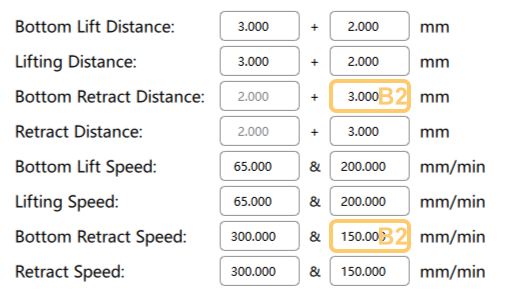 Bottom Lift Distance: 3.000 + 2.000 mm
Lifting Distance: 3.000 + 2.000 mm
Bottom Retract Distance: 2.000 + 3.000 B2 mm
Retract Distance: 2.000 + 3.000 mm
Bottom Lift Speed: 65.000 & 200.000 mm/min
Lifting Speed: 65.000 & 200.000 mm/min
Bottom Retract Speed: 300.000 & 150.000 B2 mm/min
Retract Speed: 300.000 & 150.000 mm/min